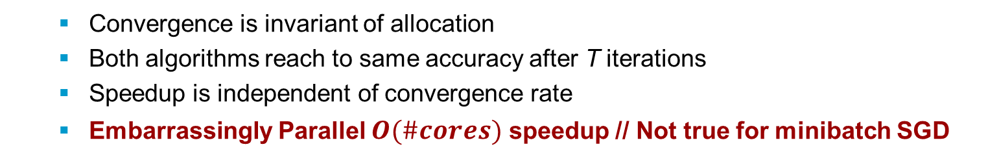 ▪ Convergence is invariant of allocation
▪ Both algorithms reach to same accuracy after T iterations
▪ Speedup is independent of convergence rate
▪ Embarrassingly Parallel O(#cores) speedup // Not true for minibatch SGD